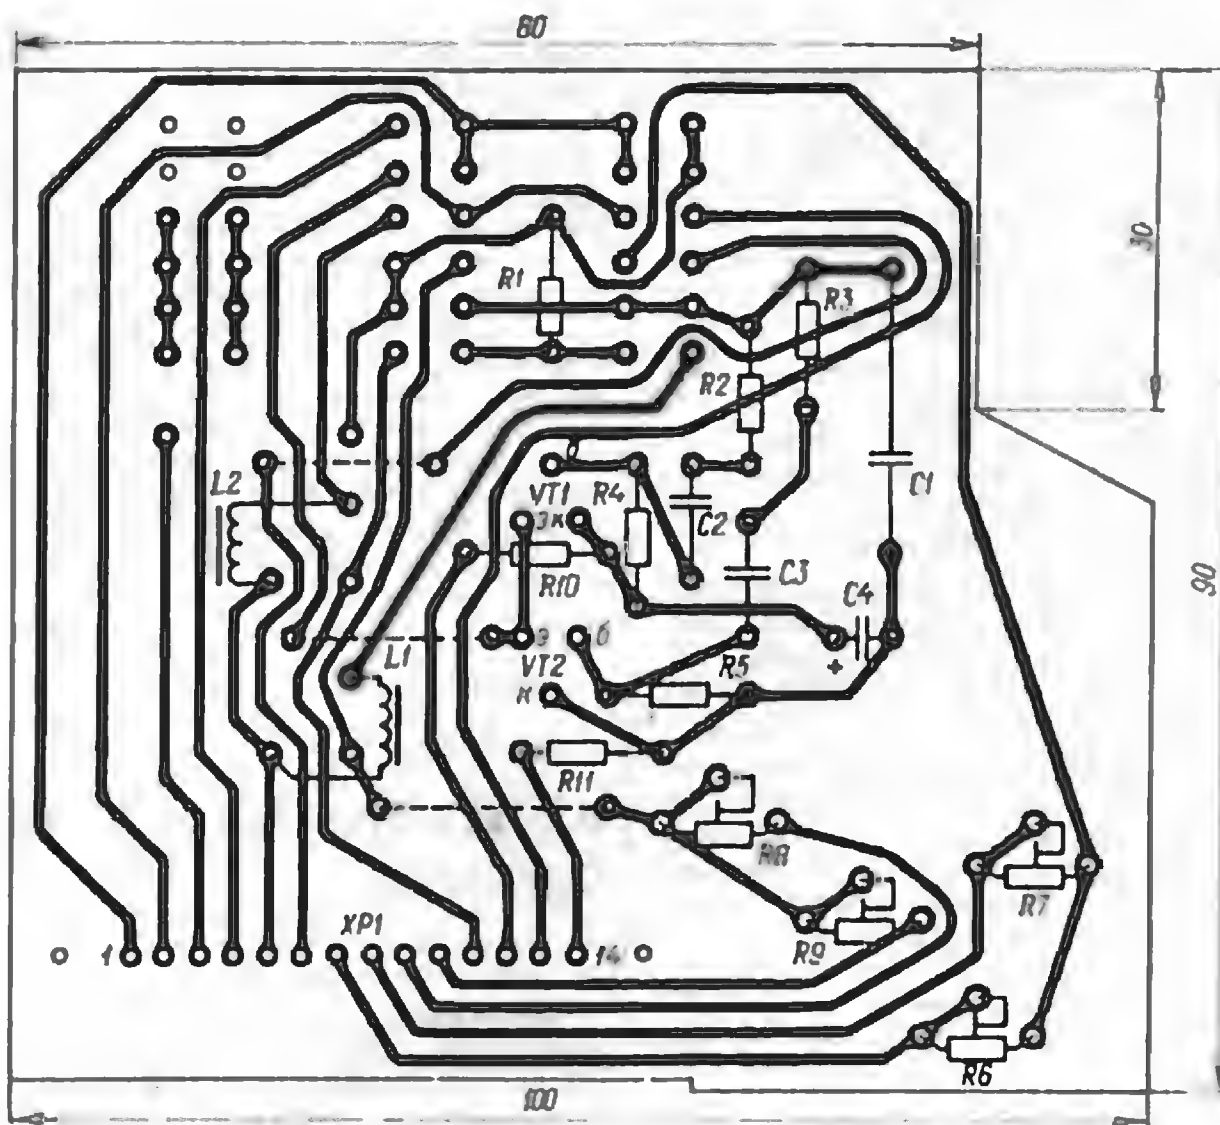 80
30
R1
R3
R2
L2
VT1
R4
C1
C2
э к
R10
C3
C4
90
э
б
L1
VT2
R5
+
к
R11
R8
R7
XP1
R9
1
14
R6
100